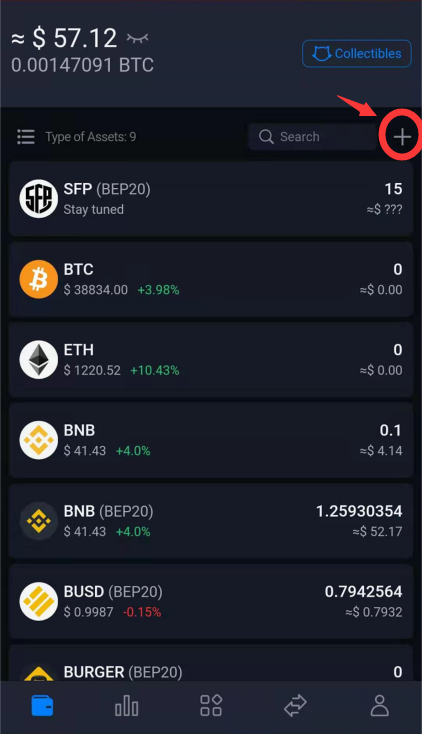 ≈ $ 57.12
0.00147091 BTC
Collectibles
Type of Assets: 9
Search
SFP (BEP20) 15
Stay tuned ≈$ ???
BTC 0
$ 38834.00 +3.98% ≈$ 0.00
ETH 0
$ 1220.52 +10.43% ≈$ 0.00
BNB 0.1
$ 41.43 +4.0% ≈$ 4.14
BNB (BEP20) 1.25930354
$ 41.43 +4.0% ≈$ 52.17
BUSD (BEP20) 0.7942564
$ 0.9987 -0.15% ≈$ 0.7932
BURGER (BEP20) 0